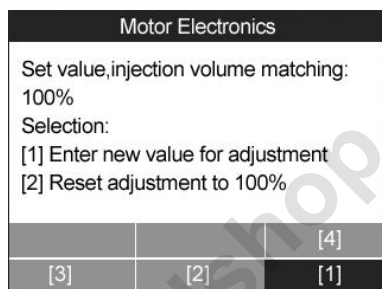 Motor Electronics
Set value,injection volume matching:
100%
Selection:
[1] Enter new value for adjustment
[2] Reset adjustment to 100%
[4]
[3] [2] [1]